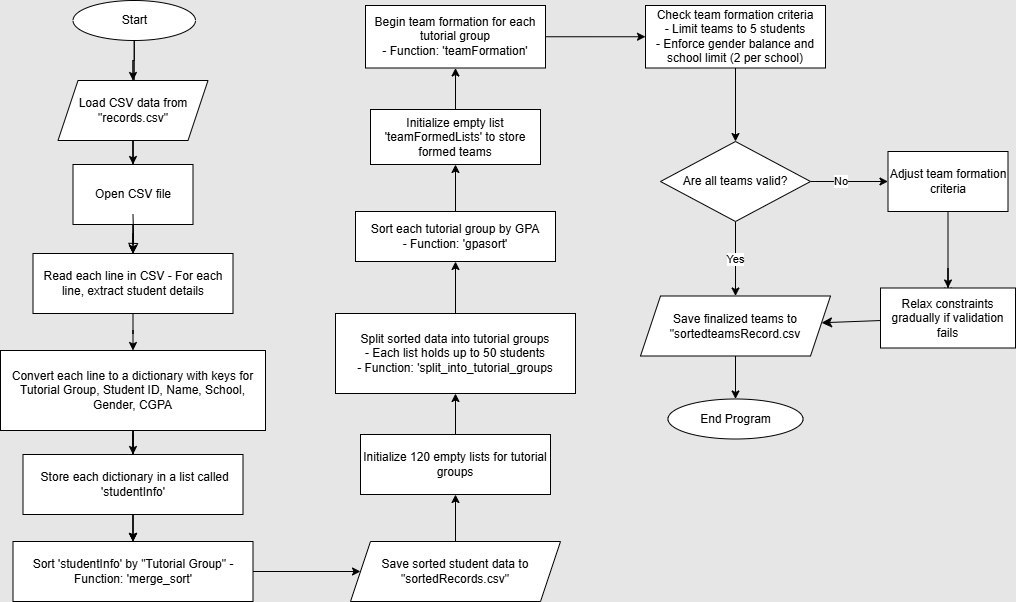 Start
Load CSV data from
"records.csv"
Open CSV file
Read each line in CSV - For each
line, extract student details
Convert each line to a dictionary with keys for
Tutorial Group, Student ID, Name, School,
Gender, CGPA
Store each dictionary in a list called
'studentInfo'
Sort 'studentInfo' by "Tutorial Group" -
Function: 'merge_sort'
Save sorted student data to
"sortedRecords.csv"
Initialize 120 empty lists for tutorial
groups
Split sorted data into tutorial groups
- Each list holds up to 50 students
- Function: 'split_into_tutorial_groups
Sort each tutorial group by GPA
- Function: 'gpasort'
Initialize empty list
'teamFormedLists' to store
formed teams
Begin team formation for each
tutorial group
- Function: 'teamFormation'
Check team formation criteria
- Limit teams to 5 students
- Enforce gender balance and
school limit (2 per school)
Are all teams valid?
No
Adjust team formation
criteria
Relax constraints
gradually if validation
fails
Yes
Save finalized teams to
"sortedteamsRecord.csv
End Program